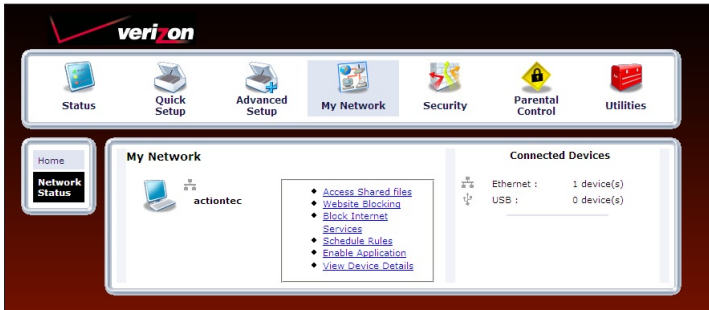 verizon
Status
Quick
Setup
Advanced
Setup
My Network
Security
Parental
Control
Utilities
Home
Network
Status
My Network
actiontec
Access Shared files
Website Blocking
Block Internet
Services
Schedule Rules
Enable Application
View Device Details
Connected Devices
Ethernet : 1 device(s)
USB : 0 device(s)